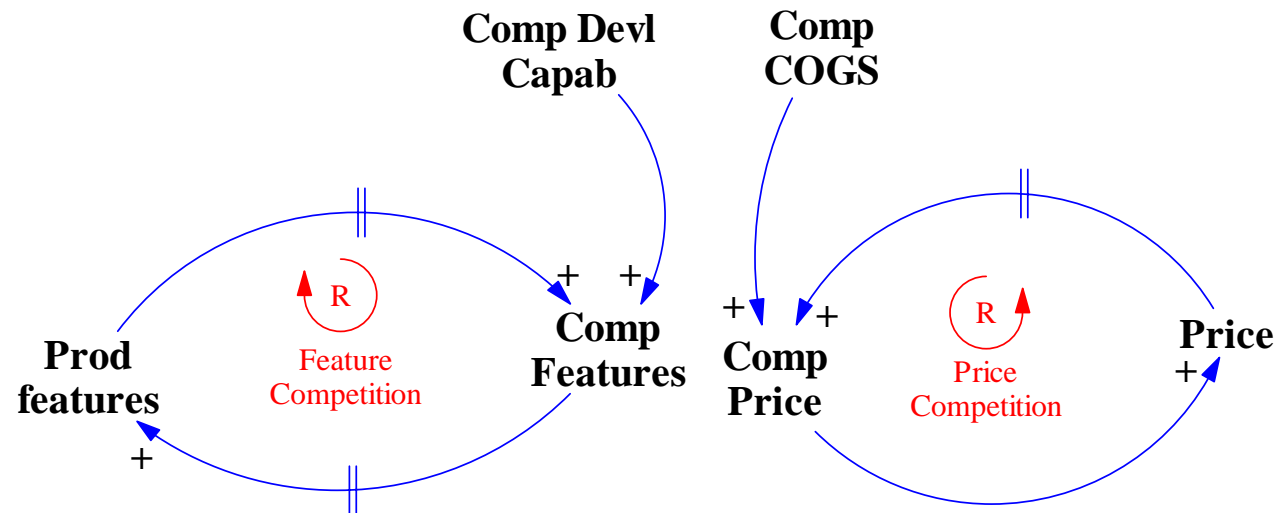 Comp Devl
Capab
Comp
COGS
+
+
R
Feature
Competition
Prod
features
+
Comp
Features
+
+
Comp
Price
R
Price
Competition
Price
+